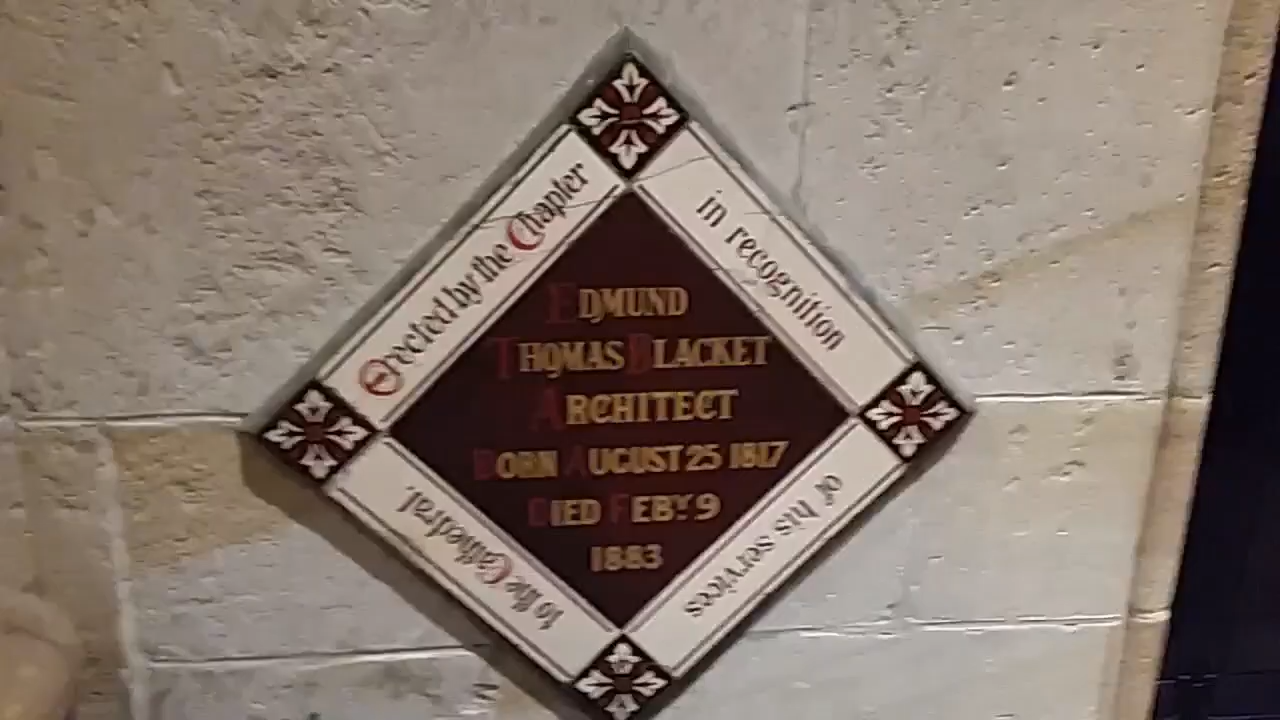 Erected by the Chapter
in recognition
of his services
to the Cathedral.
EDMUND
THOMAS BLACKET
ARCHITECT
BORN AUGUST 25 1817
DIED FEBY. 9
1883